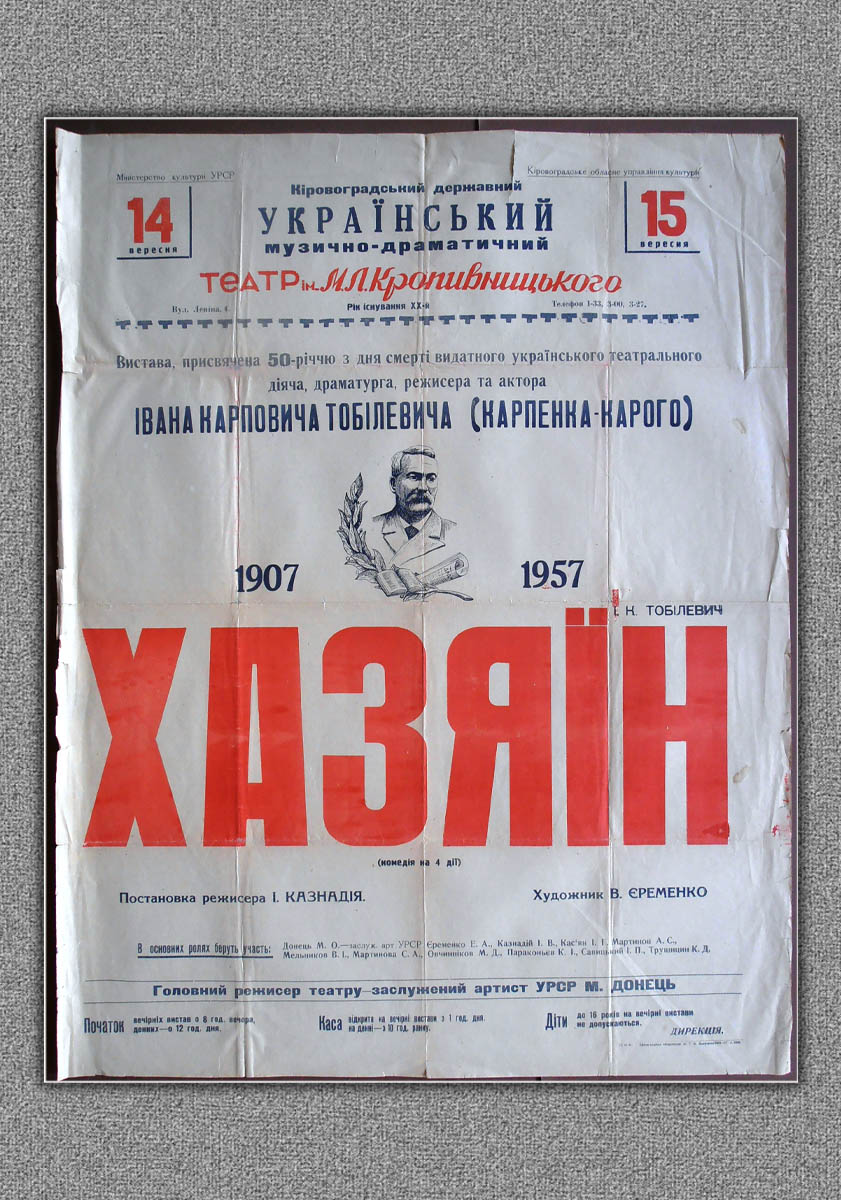 Міністерство культури УРСР
Кіровоградське обласне управління культури
14
вересня
Кіровоградський державний
УКРАЇНСЬКИЙ
музично-драматичний
15
вересня
ТЕАТР ім. М.Л. Кропивницького
Вул. Леніна, 4.
Рік існування XX-й
Телефон 1-33, 3-00, 3-27.
Вистава, присвячена 50-річчю з дня смерті видатного українського театрального
діяча, драматурга, режисера та актора
ІВАНА КАРПОВИЧА ТОБІЛЕВИЧА (КАРПЕНКА-КАРОГО)
1907
1957
І. К. ТОБІЛЕВИЧ
ХАЗЯЇН
(комедія на 4 дії)
Постановка режисера І. КАЗНАДІЯ.
Художник В. ЄРЕМЕНКО
В основних ролях беруть участь:
Донець М. О.—заслуж. арт. УРСР Єременко Е. А., Казнадій І. В., Кас'ян І. І., Мартинов А. С.,
Мельников В. І., Мартинова С. А., Овчинніков М. Д., Параконьєв К. І., Савицький І. П., Трушицин К. Д.
Головний режисер театру—заслужений артист УРСР М. ДОНЕЦЬ
Початок
вечірніх вистав о 8 год. вечора,
денних—о 12 год. дня.
Каса
відкрита на вечірні вистави з 1 год. дня.
на денні—з 10 год. ранку.
Діти
до 16 років на вечірні вистави
не допускаються.
ДИРЕКЦІЯ.